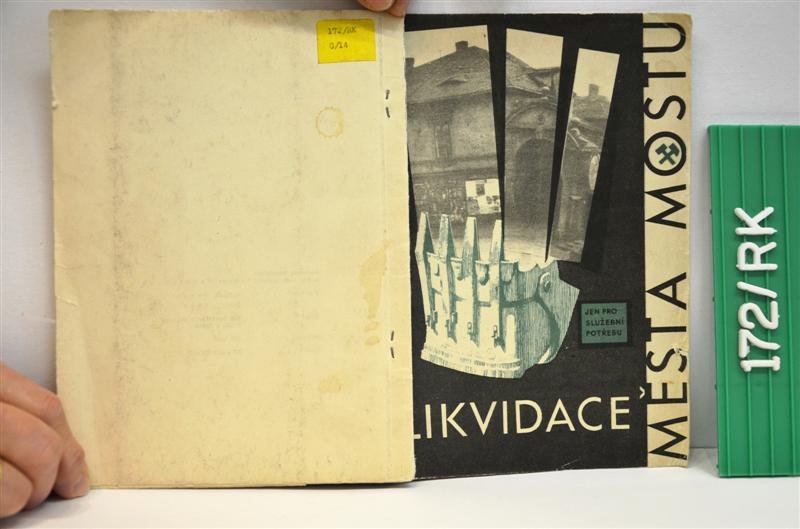 172/RK
0/14
JEN PRO
SLUŽEBNÍ
POTŘEBU
LIKVIDACE
MĚSTA MOSTU
172/RK